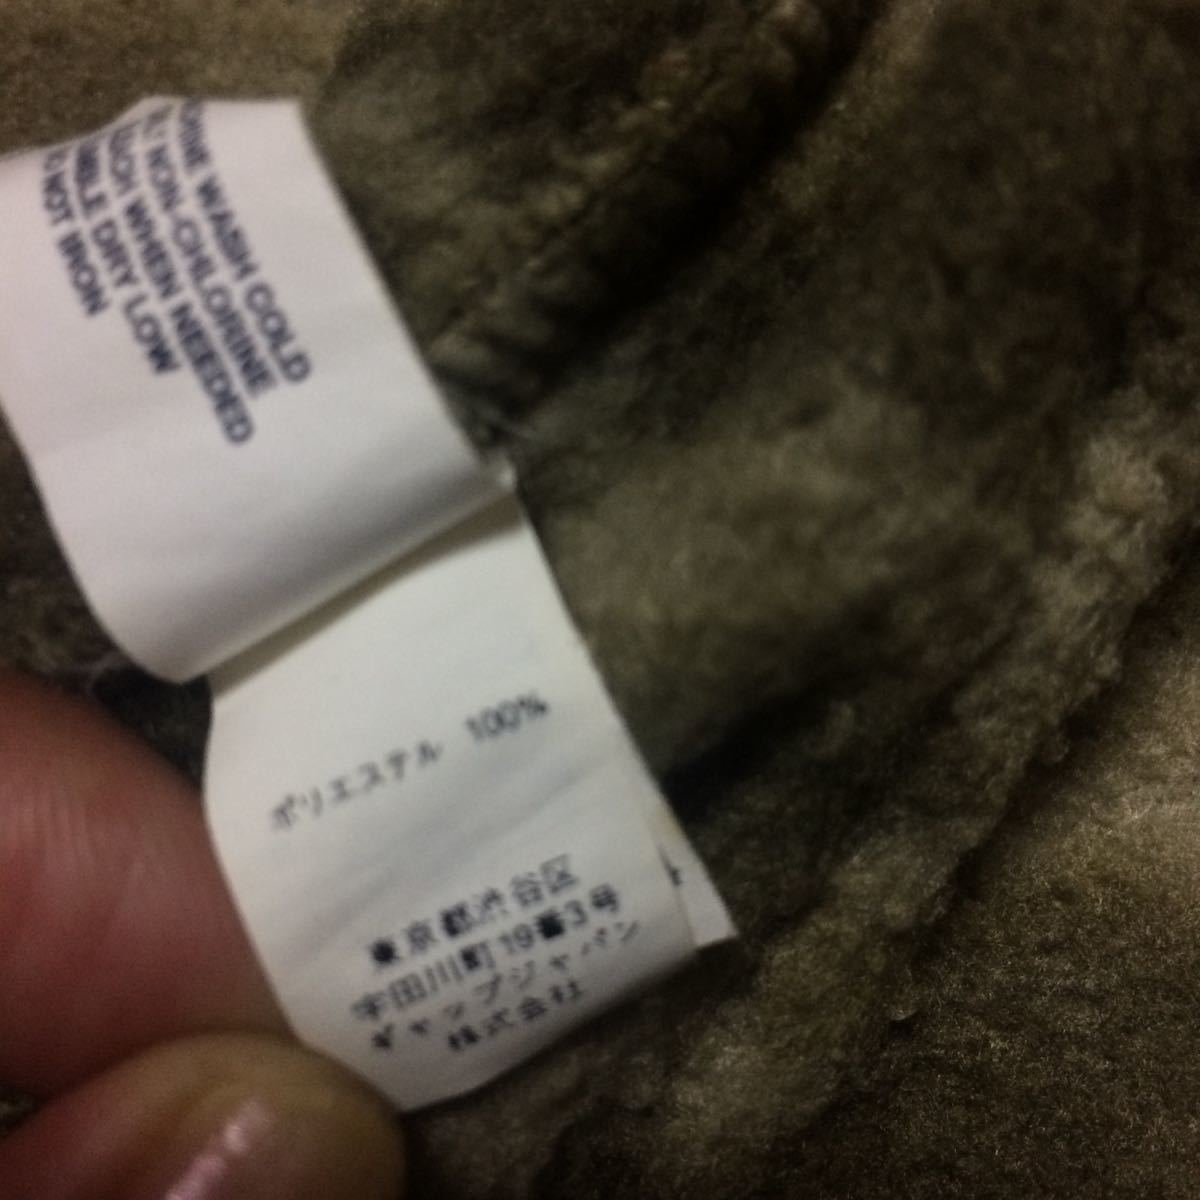 WASH COLD
NON-CHLORINE
WHEN NEEDED
DRY LOW
NOT IRON
ポリエステル 100%
東京都渋谷区
宇田川町19番3号
ギャップジャパン
株式会社